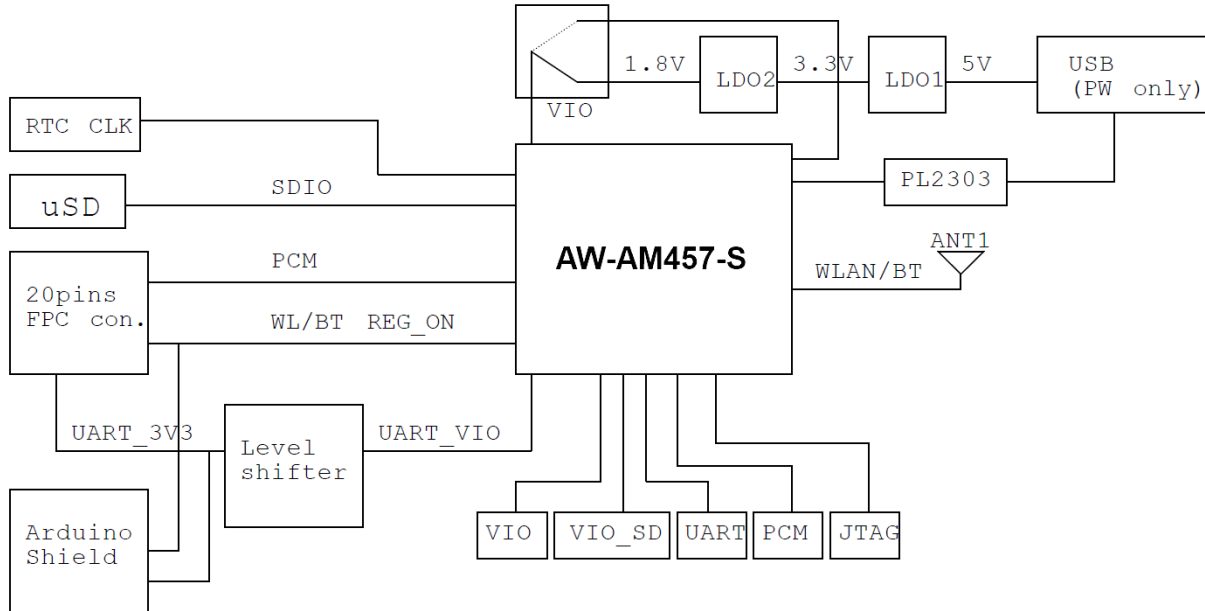 1.8V
LDO2
3.3V
LDO1
5V
USB
(PW only)
VIO
RTC CLK
PL2303
SDIO
uSD
ANT1
AW-AM457-S
PCM
WLAN/BT
20pins
FPC con.
WL/BT REG_ON
UART_3V3
Level
shifter
UART_VIO
Arduino
Shield
VIO
VIO_SD
UART
PCM
JTAG